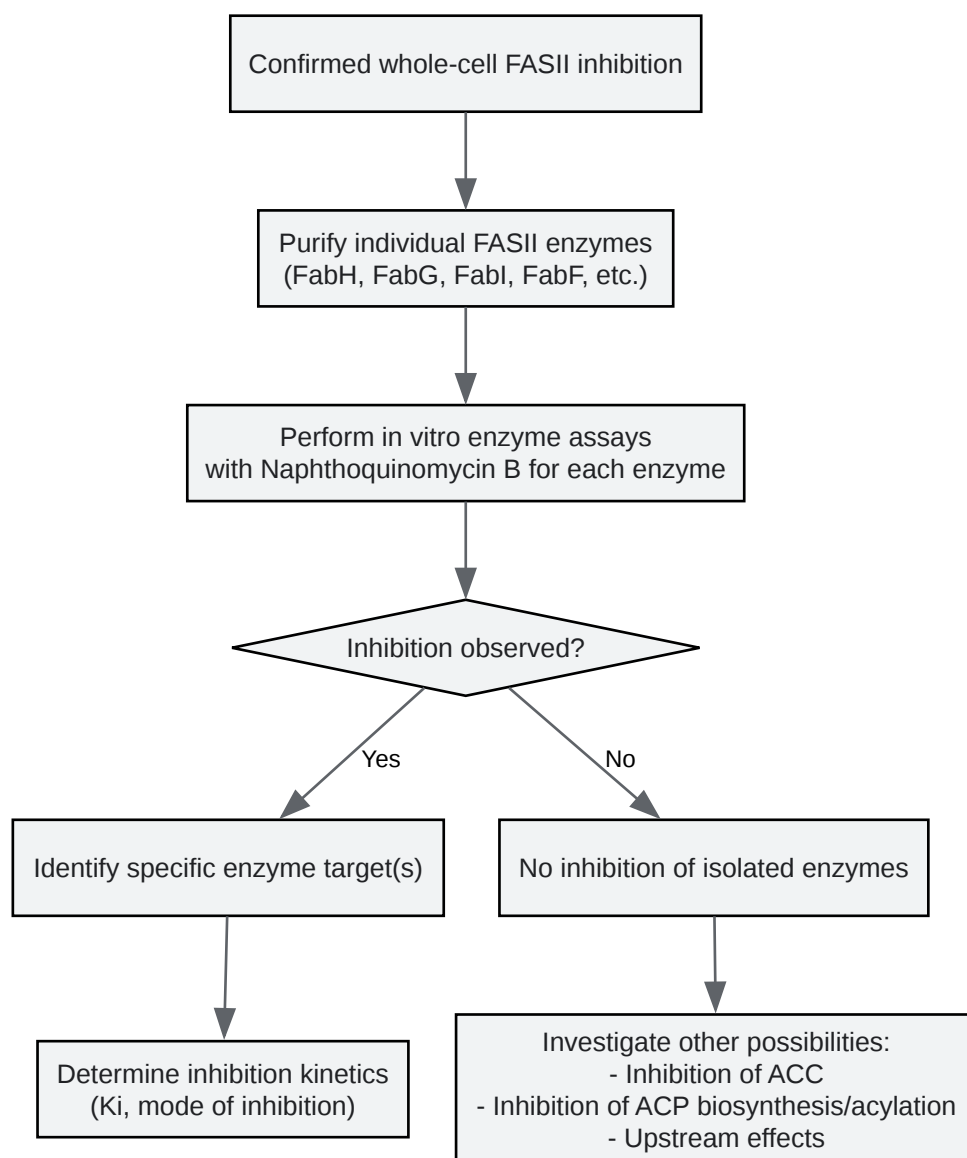 Confirmed whole-cell FASII inhibition
Purify individual FASII enzymes
(FabH, FabG, FabI, FabF, etc.)
Perform in vitro enzyme assays
with Naphthoquinomycin B for each enzyme
Inhibition observed?
Yes
No
Identify specific enzyme target(s)
No inhibition of isolated enzymes
Determine inhibition kinetics
(Ki, mode of inhibition)
Investigate other possibilities:
- Inhibition of ACC
- Inhibition of ACP biosynthesis/acylation
- Upstream effects